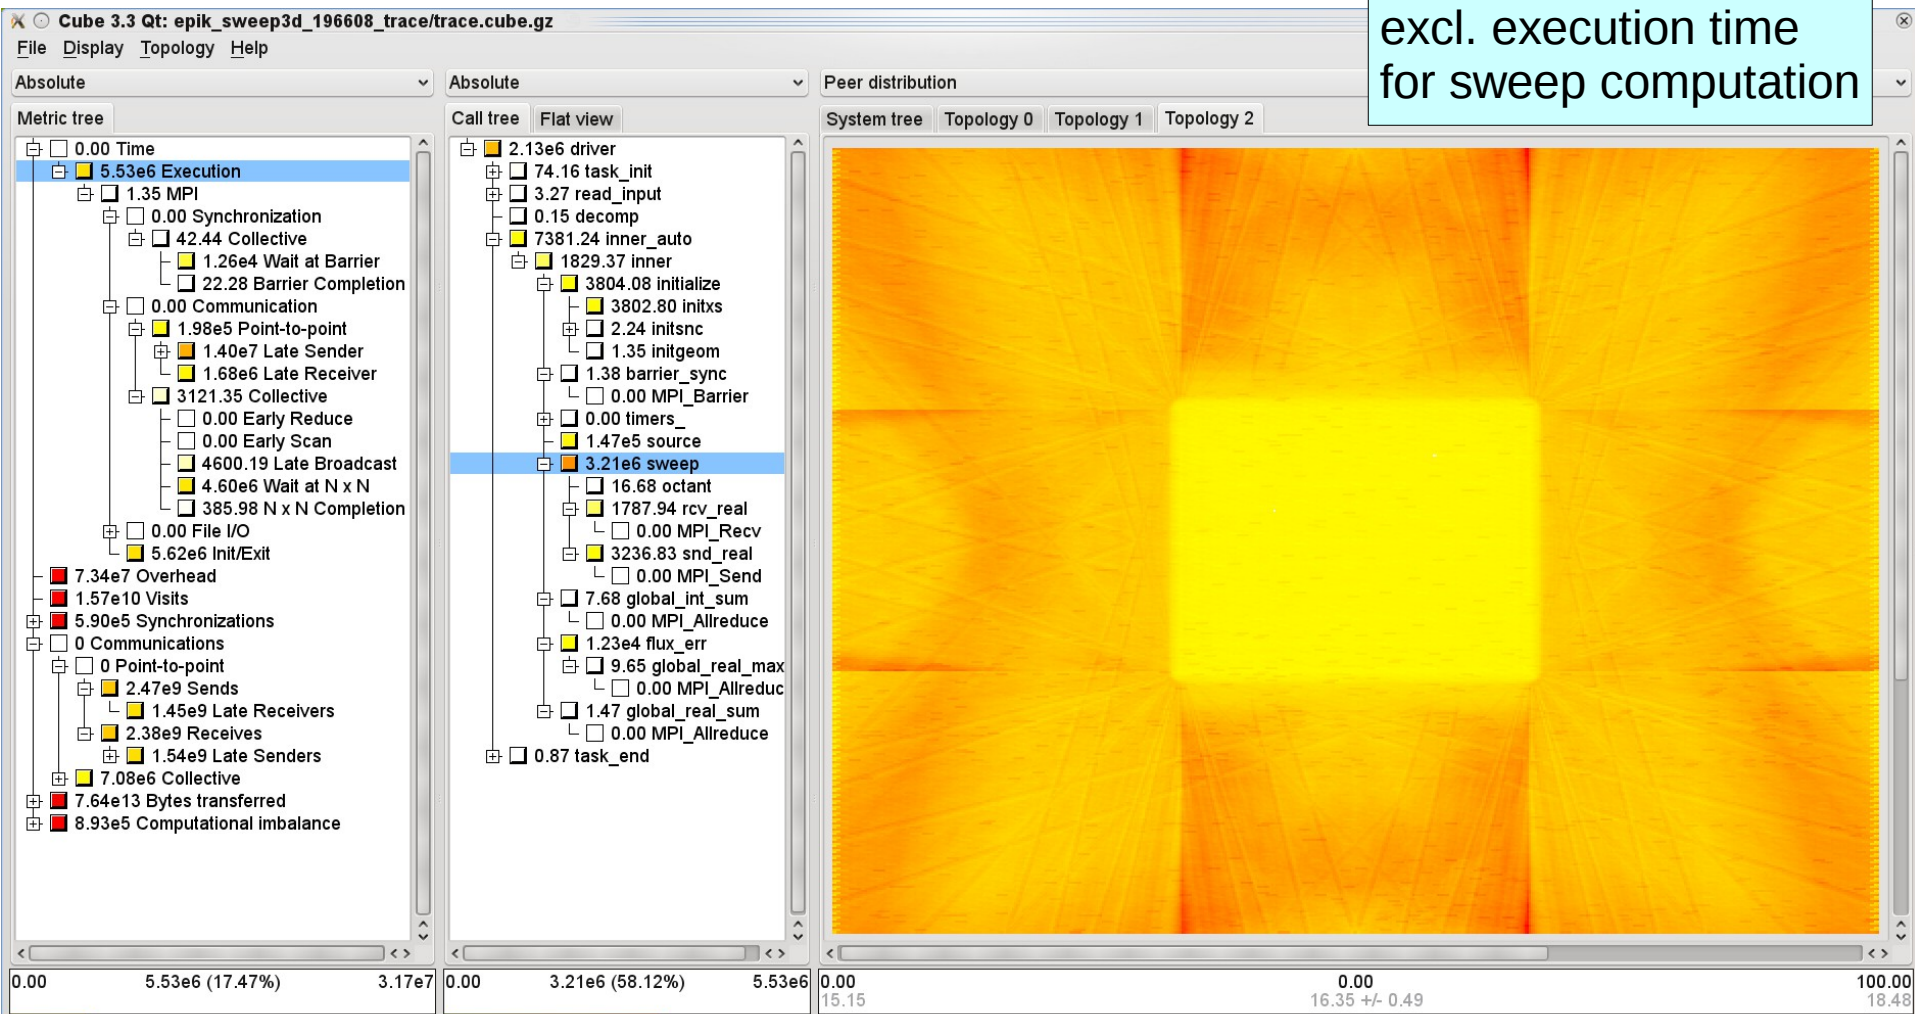 Cube 3.3 Qt: epik_sweep3d_196608_trace/trace.cube.gz
excl. execution time
for sweep computation
File Display Topology Help
Absolute
Absolute
Peer distribution
Metric tree
Call tree Flat view
System tree Topology 0 Topology 1 Topology 2
0.00 Time
5.53e6 Execution
1.35 MPI
0.00 Synchronization
42.44 Collective
1.26e4 Wait at Barrier
22.28 Barrier Completion
0.00 Communication
1.98e5 Point-to-point
1.40e7 Late Sender
1.68e6 Late Receiver
3121.35 Collective
0.00 Early Reduce
0.00 Early Scan
4600.19 Late Broadcast
4.60e6 Wait at N x N
385.98 N x N Completion
0.00 File I/O
5.62e6 Init/Exit
7.34e7 Overhead
1.57e10 Visits
5.90e5 Synchronizations
0 Communications
0 Point-to-point
2.47e9 Sends
1.45e9 Late Receivers
2.38e9 Receives
1.54e9 Late Senders
7.08e6 Collective
7.64e13 Bytes transferred
8.93e5 Computational imbalance
2.13e6 driver
74.16 task_init
3.27 read_input
0.15 decomp
7381.24 inner_auto
1829.37 inner
3804.08 initialize
3802.80 initxs
2.24 initsnc
1.35 initgeom
1.38 barrier_sync
0.00 MPI_Barrier
0.00 timers_
1.47e5 source
3.21e6 sweep
16.68 octant
1787.94 rcv_real
0.00 MPI_Recv
3236.83 snd_real
0.00 MPI_Send
7.68 global_int_sum
0.00 MPI_Allreduce
1.23e4 flux_err
9.65 global_real_max
0.00 MPI_Allreduc
1.47 global_real_sum
0.00 MPI_Allreduce
0.87 task_end
0.00 5.53e6 (17.47%) 3.17e7
0.00 3.21e6 (58.12%) 5.53e6
0.00 0.00 100.00
15.15 16.35 +/- 0.49 18.48